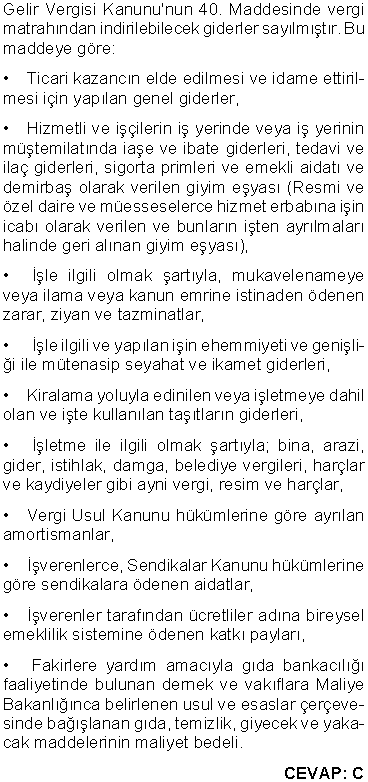 Gelir Vergisi Kanunu'nun 40. Maddesinde vergi
matrahından indirilebilecek giderler sayılmıştır. Bu
maddeye göre:
• Ticari kazancın elde edilmesi ve idame ettiril-
mesi için yapılan genel giderler,
• Hizmetli ve işçilerin iş yerinde veya iş yerinin
müştemilatında iaşe ve ibate giderleri, tedavi ve
ilaç giderleri, sigorta primleri ve emekli aidatı ve
demirbaş olarak verilen giyim eşyası (Resmi ve
özel daire ve müesseselerce hizmet erbabına işin
icabı olarak verilen ve bunların işten ayrılmaları
halinde geri alınan giyim eşyası),
• İşle ilgili olmak şartıyla, mukavelenameye
veya ilama veya kanun emrine istinaden ödenen
zarar, ziyan ve tazminatlar,
• İşle ilgili ve yapılan işin ehemmiyeti ve genişli-
ği ile mütenasip seyahat ve ikamet giderleri,
• Kiralama yoluyla edinilen veya işletmeye dahil
olan ve işte kullanılan taşıtların giderleri,
• İşletme ile ilgili olmak şartıyla; bina, arazi,
gider, istihlak, damga, belediye vergileri, harçlar
ve kaydiyeler gibi ayni vergi, resim ve harçlar,
• Vergi Usul Kanunu hükümlerine göre ayrılan
amortismanlar,
• İşverenlerce, Sendikalar Kanunu hükümlerine
göre sendikalara ödenen aidatlar,
• İşverenler tarafından ücretliler adına bireysel
emeklilik sistemine ödenen katkı payları,
• Fakirlere yardım amacıyla gıda bankacılığı
faaliyetinde bulunan dernek ve vakıflara Maliye
Bakanlığınca belirlenen usul ve esaslar çerçeve-
sinde bağışlanan gıda, temizlik, giyecek ve yaka-
cak maddelerinin maliyet bedeli.
CEVAP: C